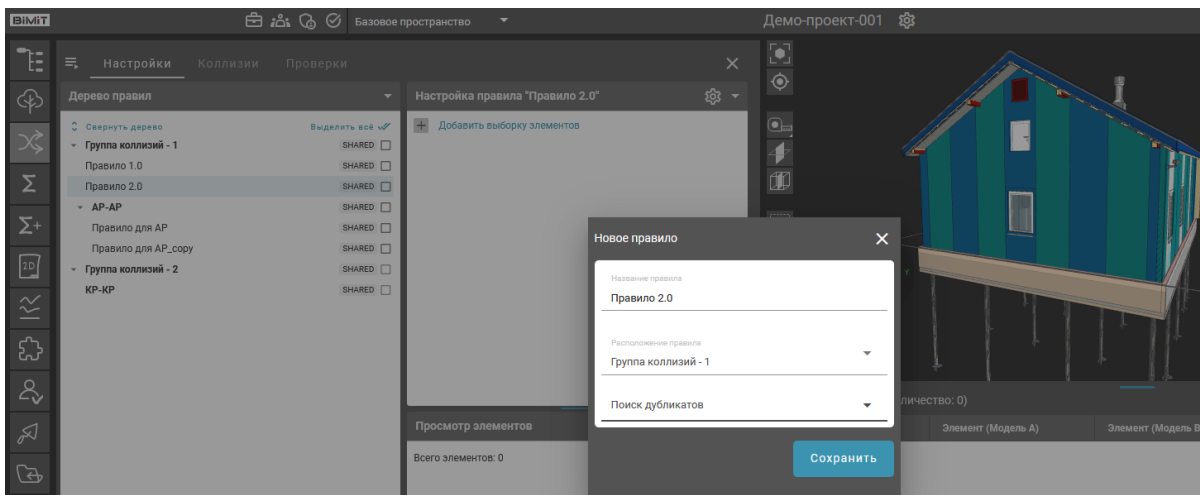 BIMiT
Базовое пространство
Демо-проект-001
Настройки Коллизии Проверки
Дерево правил
Настройка правила "Правило 2.0"
Свернуть дерево Выделить всё
Добавить выборку элементов
Группа коллизий - 1 SHARED
Правило 1.0 SHARED
Правило 2.0 SHARED
АР-АР SHARED
Правило для АР SHARED
Правило для АР_copy SHARED
Группа коллизий - 2 SHARED
КР-КР SHARED
2D
Новое правило
Название правила
Правило 2.0
Расположение правила
Группа коллизий - 1
Поиск дубликатов
Сохранить
Просмотр элементов
Всего элементов: 0
личество: 0)
Элемент (Модель A) Элемент (Модель B
Y